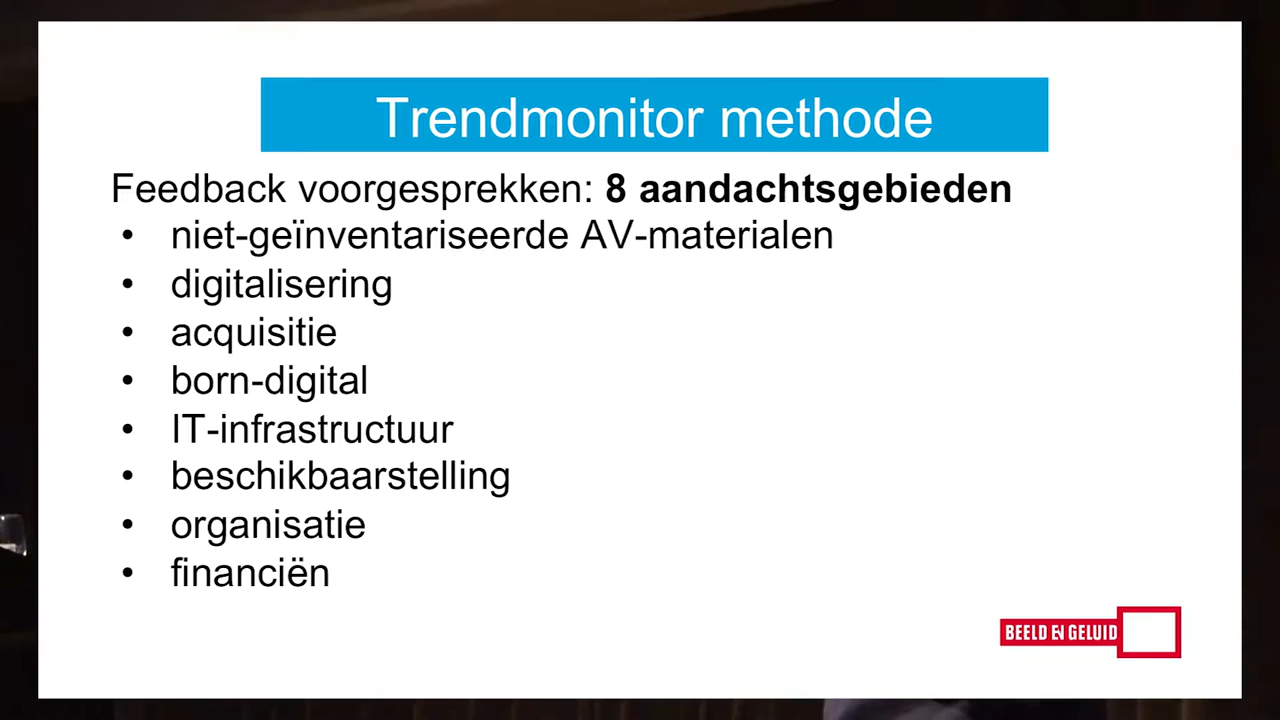 Trendmonitor methode
Feedback voorgesprekken: 8 aandachtsgebieden
• niet-geïnventariseerde AV-materialen
• digitalisering
• acquisitie
• born-digital
• IT-infrastructuur
• beschikbaarstelling
• organisatie
• financiën
BEELD EN GELUID